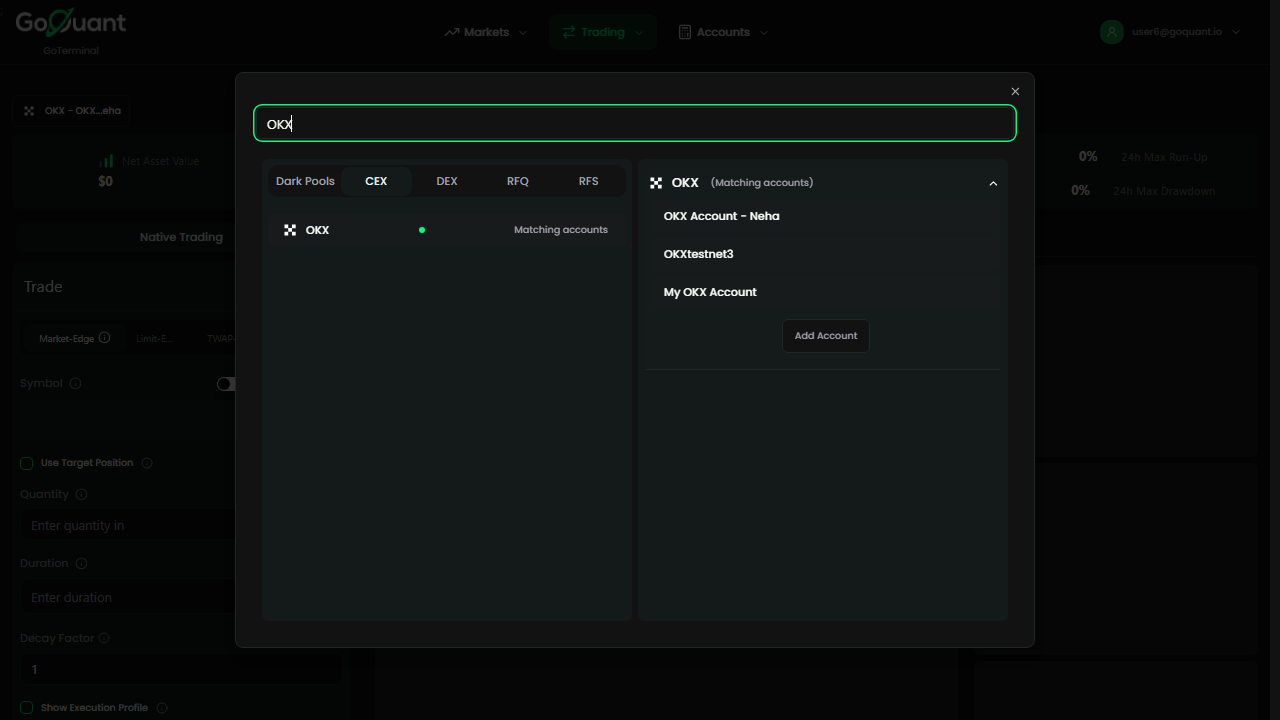 GoQuant
GoTerminal
Markets
Trading
Accounts
user6@goquant.io
OKX - OKX...eha
OKX
Net Asset Value
$0
0%
24h Max Run-Up
0%
24h Max Drawdown
Dark Pools
CEX
DEX
RFQ
RFS
OKX
Matching accounts
OKX (Matching accounts)
OKX Account - Neha
OKXtestnet3
My OKX Account
Add Account
Native Trading
Trade
Market-Edge
Limit-E...
TWAP-
Symbol
Use Target Position
Quantity
Enter quantity in
Duration
Enter duration
Decay Factor
1
Show Execution Profile